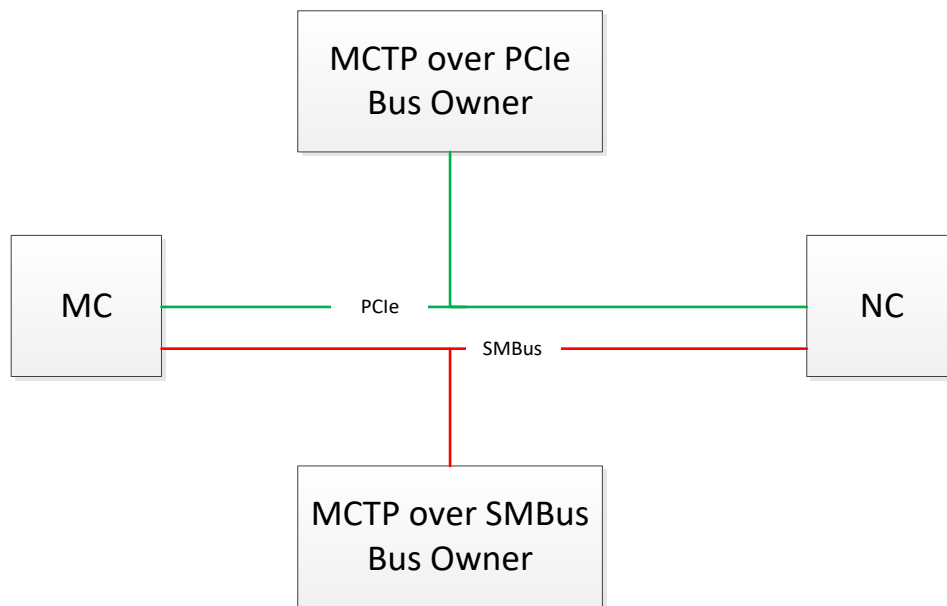 MCTP over PCIe
Bus Owner
MC
PCIe
NC
SMBus
MCTP over SMBus
Bus Owner